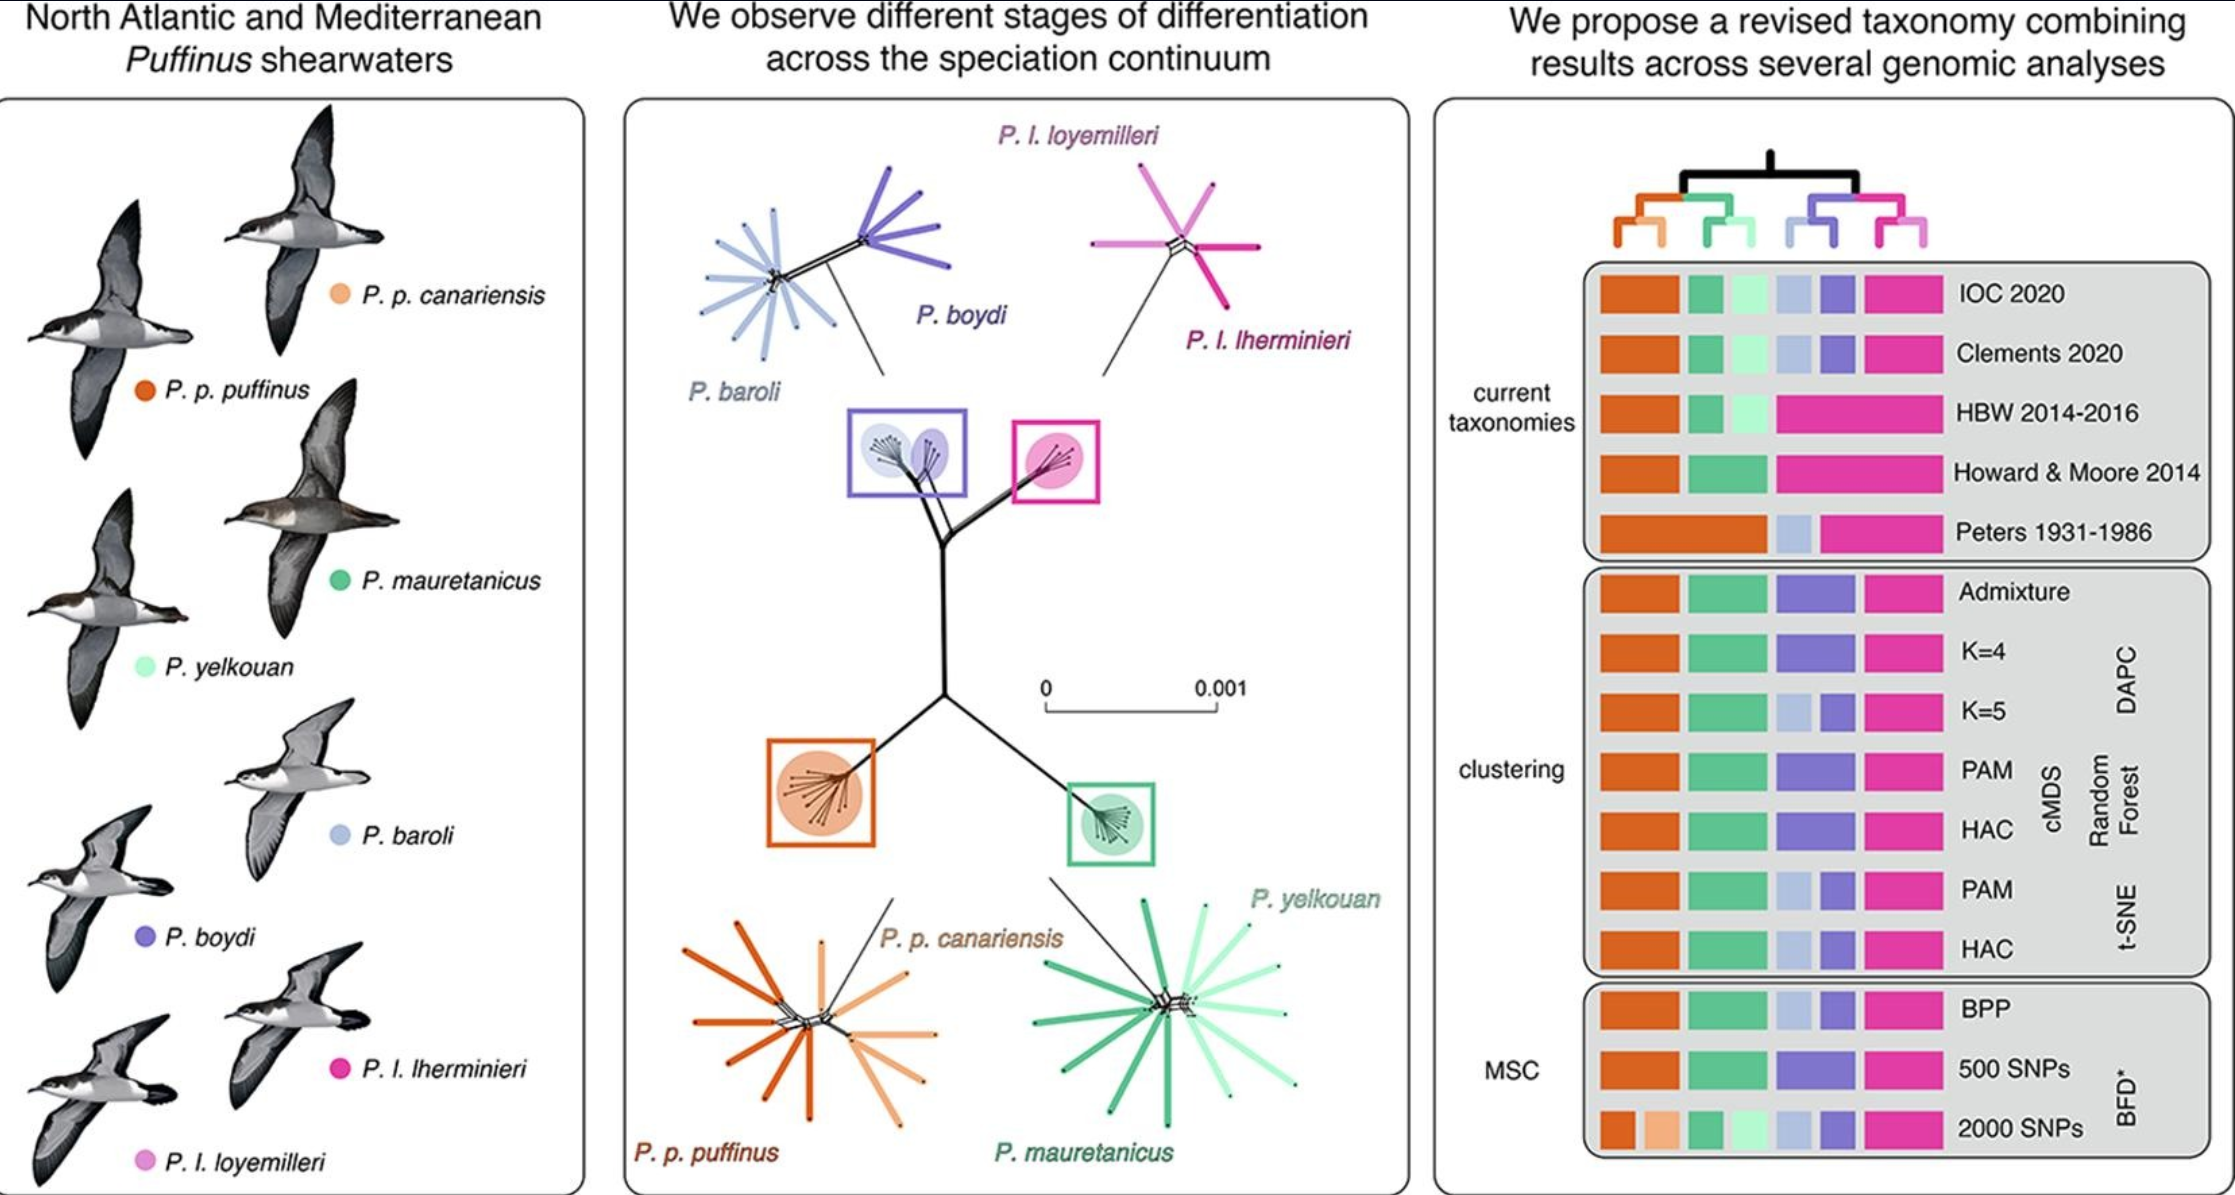 North Atlantic and Mediterranean
Puffinus shearwaters
P. p. canariensis
P. p. puffinus
P. mauretanicus
P. yelkouan
P. baroli
P. boydi
P. l. lherminieri
P. l. loyemilleri
We observe different stages of differentiation
across the speciation continuum
P. l. loyemilleri
P. boydi
P. l. lherminieri
P. baroli
0 0.001
P. yelkouan
P. p. canariensis
P. p. puffinus
P. mauretanicus
We propose a revised taxonomy combining
results across several genomic analyses
current
taxonomies
IOC 2020
Clements 2020
HBW 2014-2016
Howard & Moore 2014
Peters 1931-1986
clustering
Admixture
K=4
K=5
DAPC
PAM
HAC
cMDS
Random
Forest
PAM
HAC
t-SNE
MSC
BPP
500 SNPs
2000 SNPs
BFD*